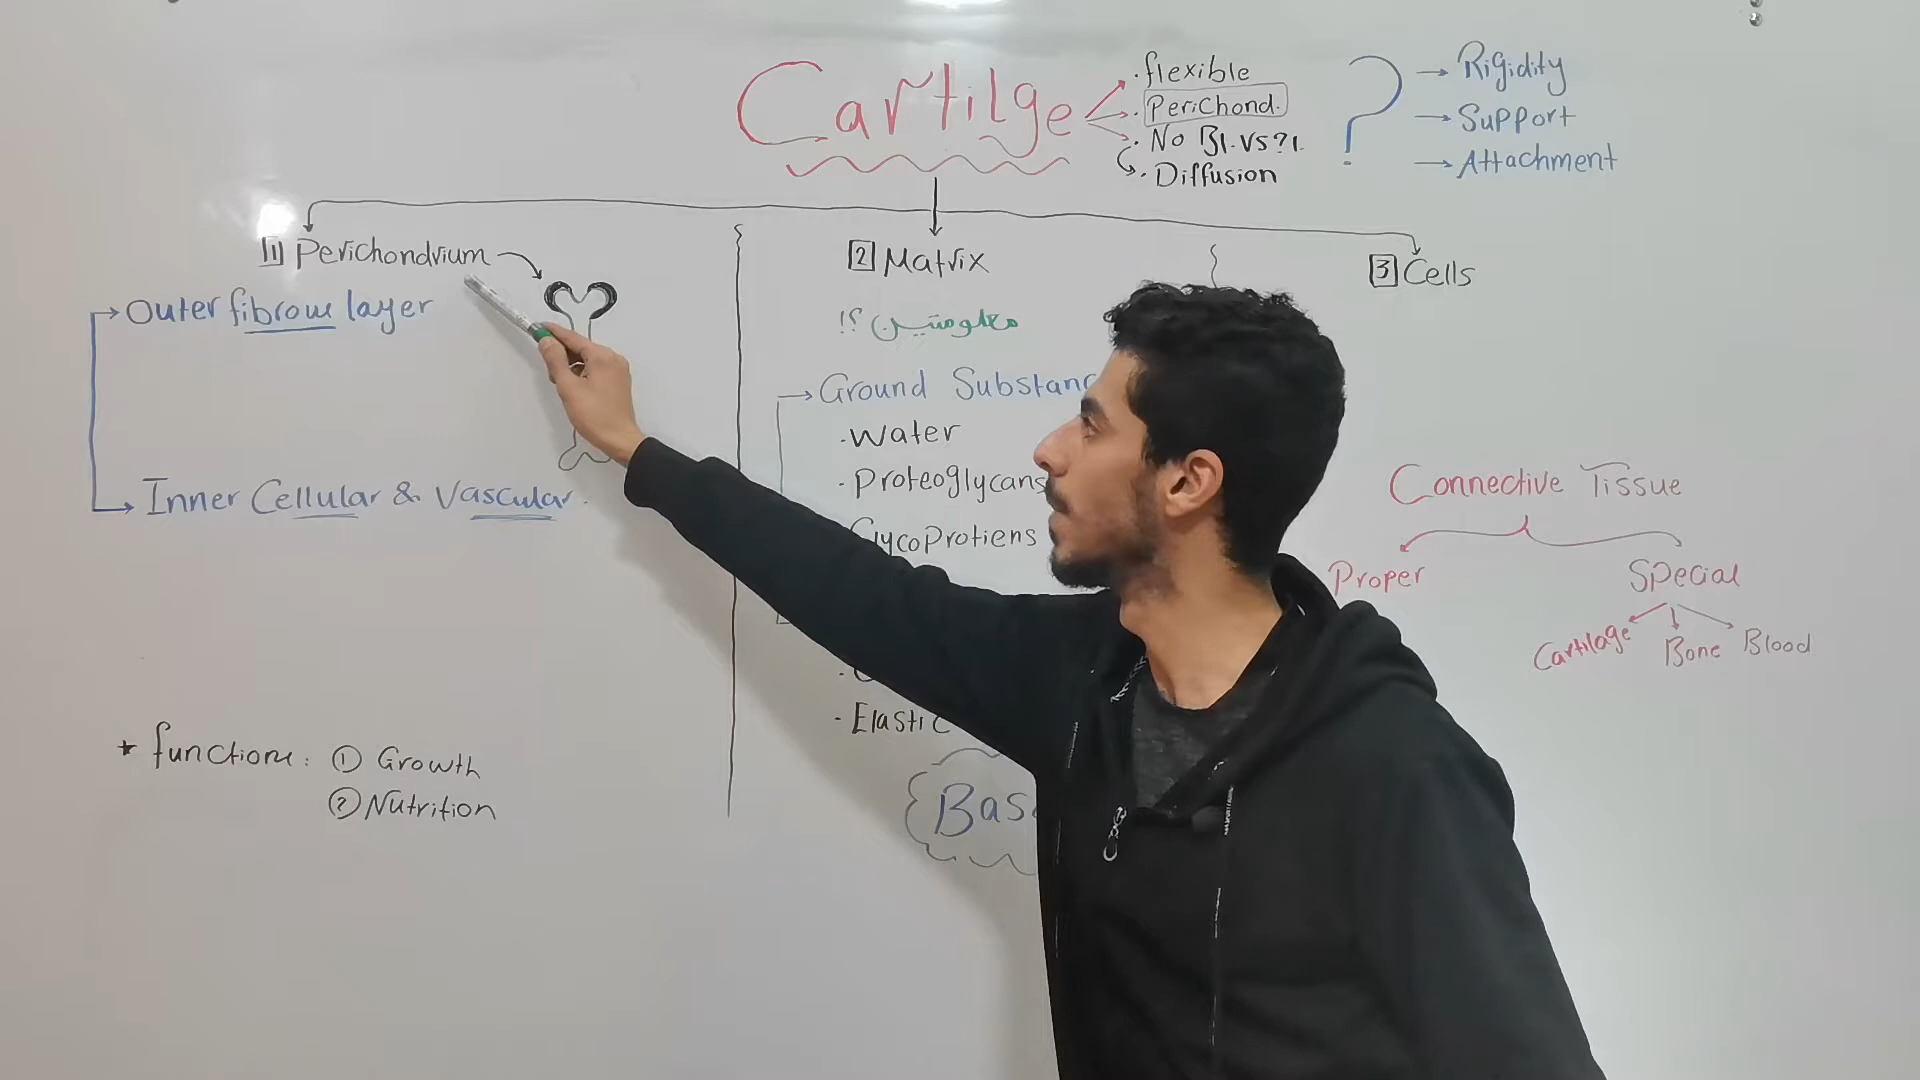 Cartilge
. flexible
. Perichond.
. No Bl. vs?!.
. Diffusion
?
→ Rigidity
→ Support
→ Attachment
1 Perichondrium
→ Outer fibrous layer
→ Inner Cellular & Vascular.
* functions: ① Growth
② Nutrition
2 Matrix
معلومتين ؟!
→ Ground Substanc
. Water
. Proteoglycans
GlycoProtiens
. Elastic
Bas
3 Cells
Connective Tissue
Proper
Special
Cartilage
Bone
Blood